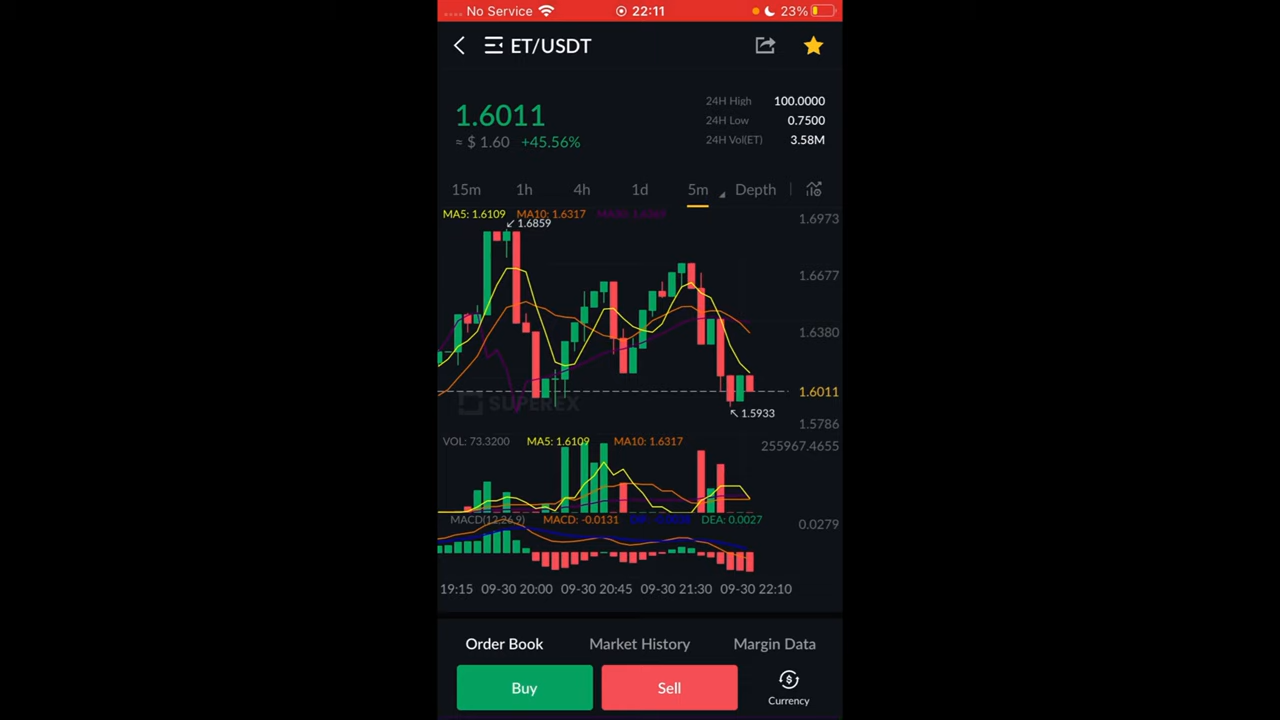 No Service 22:11 23%
ET/USDT
1.6011
≈ $ 1.60 +45.56%
24H High 100.0000
24H Low 0.7500
24H Vol(ET) 3.58M
15m 1h 4h 1d 5m Depth
MA5: 1.6109 MA10: 1.6317
1.6973
1.6859
1.6677
1.6380
1.6011
SUPEREX
1.5933
1.5786
VOL: 73.3200 MA5: 1.6109 MA10: 1.6317 255967.4655
MACD(12,26,9) MACD: -0.0131 DEA: 0.0027 0.0279
19:15 09-30 20:00 09-30 20:45 09-30 21:30 09-30 22:10
Order Book Market History Margin Data
Buy Sell Currency